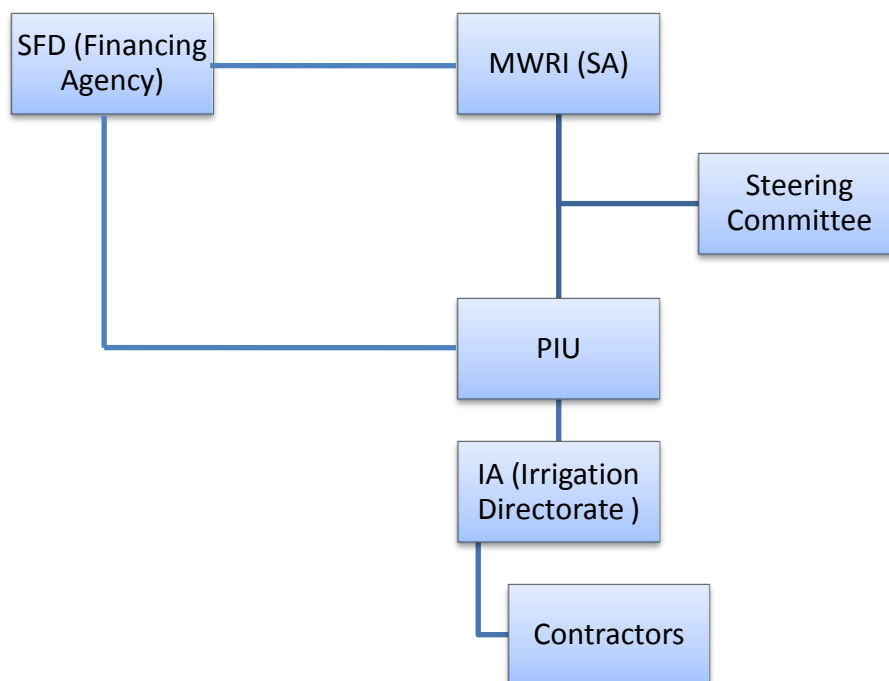 SFD (Financing
Agency)
MWRI (SA)
Steering
Committee
PIU
IA (Irrigation
Directorate )
Contractors